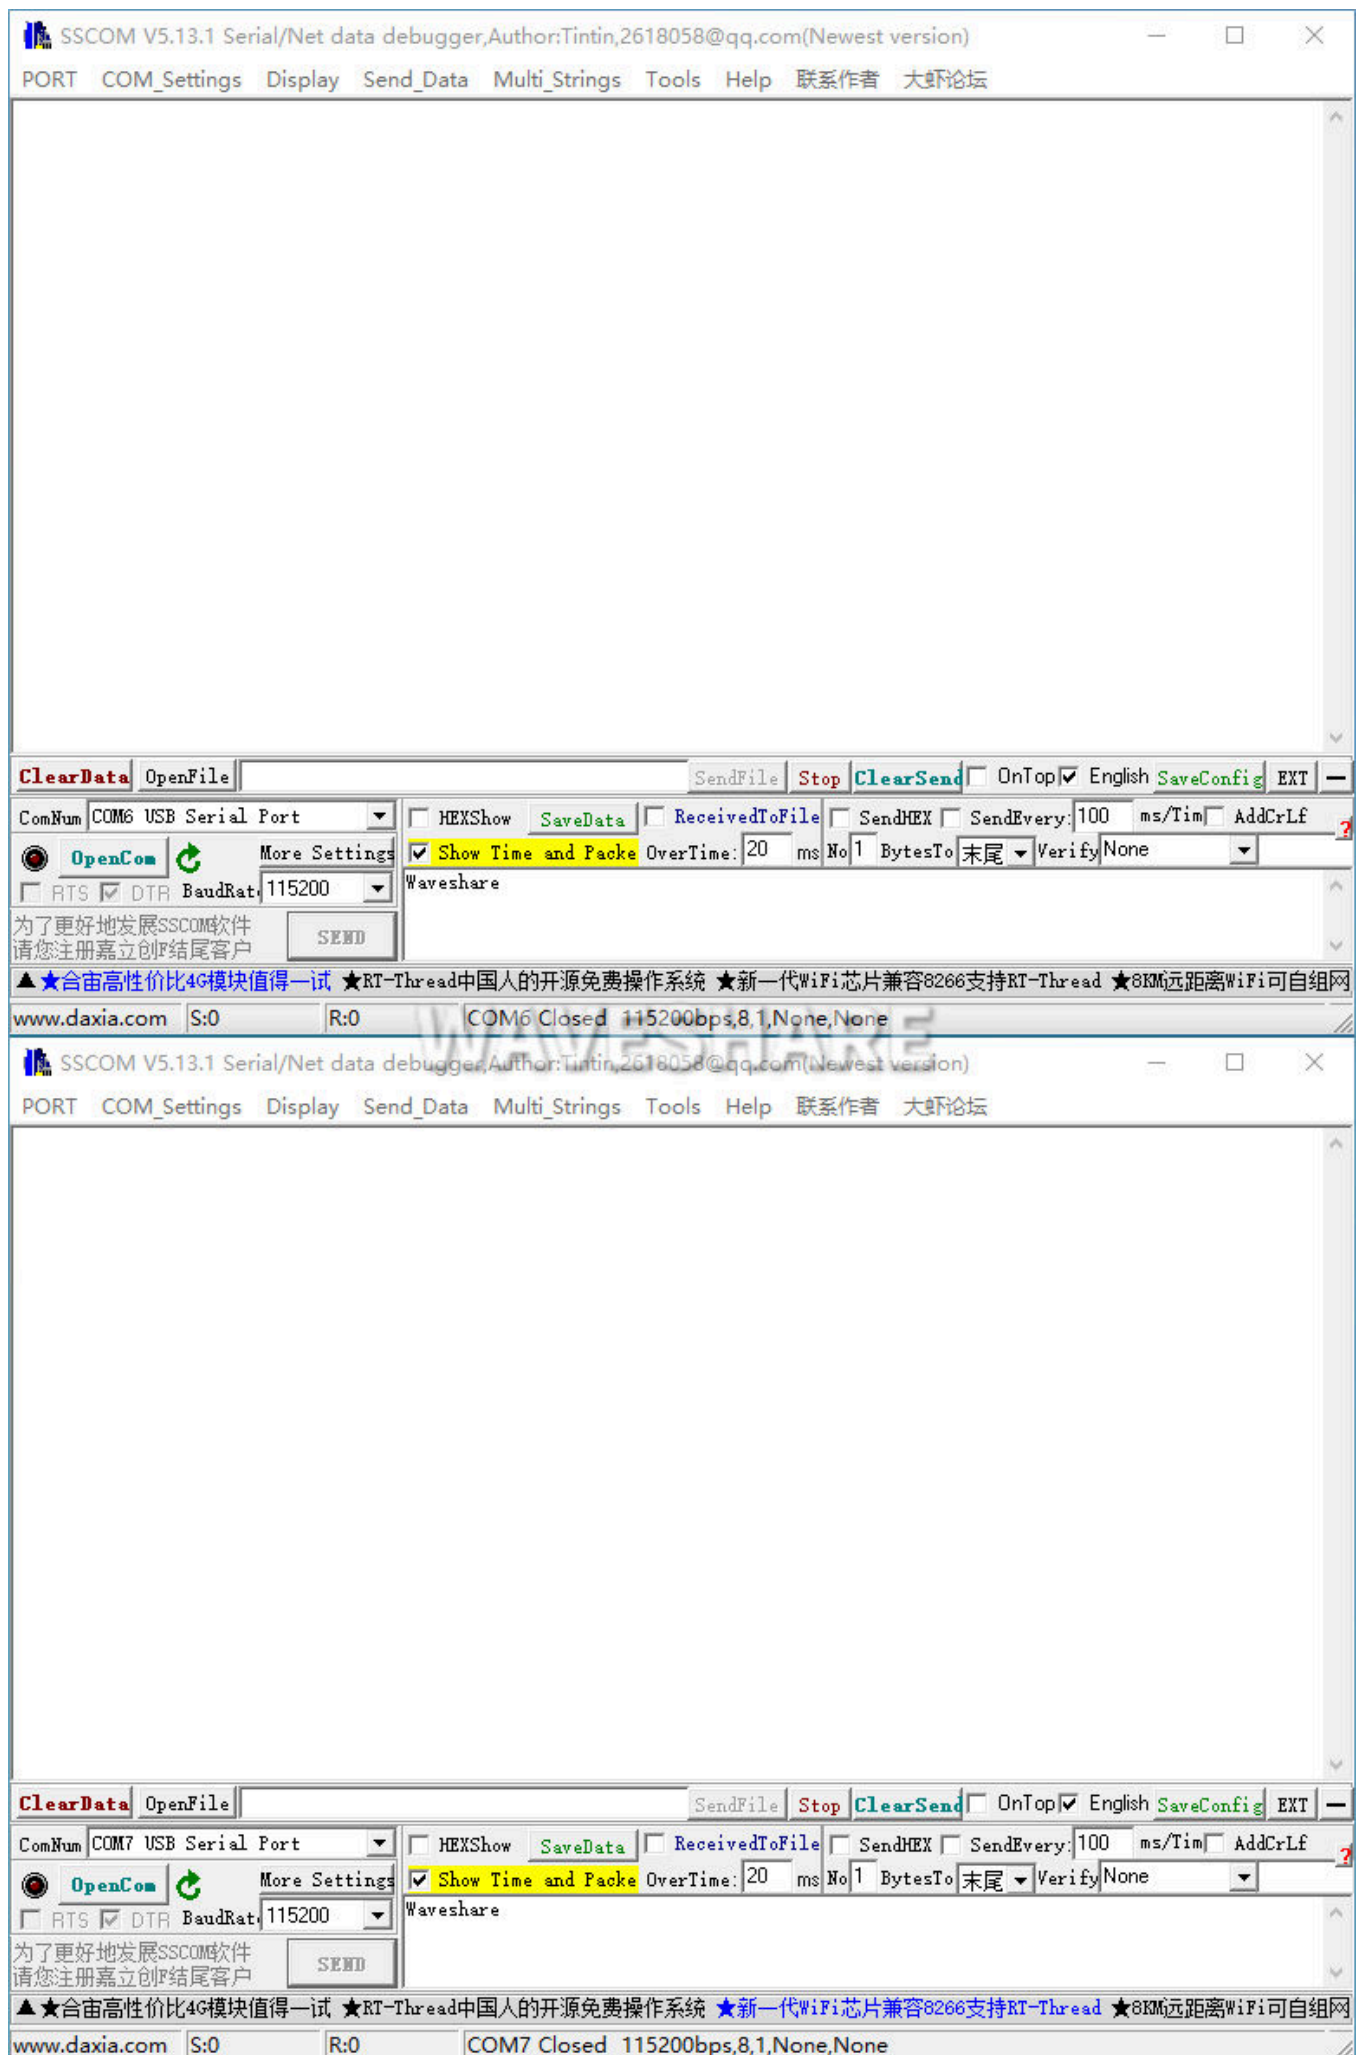 SSCOM V5.13.1 Serial/Net data debugger,Author:Tintin,2618058@qq.com(Newest version)
PORT COM_Settings Display Send_Data Multi_Strings Tools Help 联系作者 大虾论坛
ClearData OpenFile SendFile Stop ClearSend OnTop English SaveConfig EXT —
ComNum COM6 USB Serial Port HEXShow SaveData ReceivedToFile SendHEX SendEvery: 100 ms/Tim AddCrLf
OpenCom More Settings Show Time and Packe OverTime: 20 ms No 1 BytesTo 末尾 Verify None ?
RTS DTR BaudRat 115200 Waveshare
为了更好地发展SSCOM软件
请您注册嘉立创F结尾客户 SEND
▲★合宙高性价比4G模块值得一试 ★RT-Thread中国人的开源免费操作系统 ★新一代WiFi芯片兼容8266支持RT-Thread ★8KM远距离WiFi可自组网
www.daxia.com S:0 R:0 COM6 Closed 115200bps,8,1,None,None
WAVESHARE
SSCOM V5.13.1 Serial/Net data debugger,Author:Tintin,2618058@qq.com(Newest version)
PORT COM_Settings Display Send_Data Multi_Strings Tools Help 联系作者 大虾论坛
ClearData OpenFile SendFile Stop ClearSend OnTop English SaveConfig EXT —
ComNum COM7 USB Serial Port HEXShow SaveData ReceivedToFile SendHEX SendEvery: 100 ms/Tim AddCrLf
OpenCom More Settings Show Time and Packe OverTime: 20 ms No 1 BytesTo 末尾 Verify None ?
RTS DTR BaudRat 115200 Waveshare
为了更好地发展SSCOM软件
请您注册嘉立创F结尾客户 SEND
▲★合宙高性价比4G模块值得一试 ★RT-Thread中国人的开源免费操作系统 ★新一代WiFi芯片兼容8266支持RT-Thread ★8KM远距离WiFi可自组网
www.daxia.com S:0 R:0 COM7 Closed 115200bps,8,1,None,None